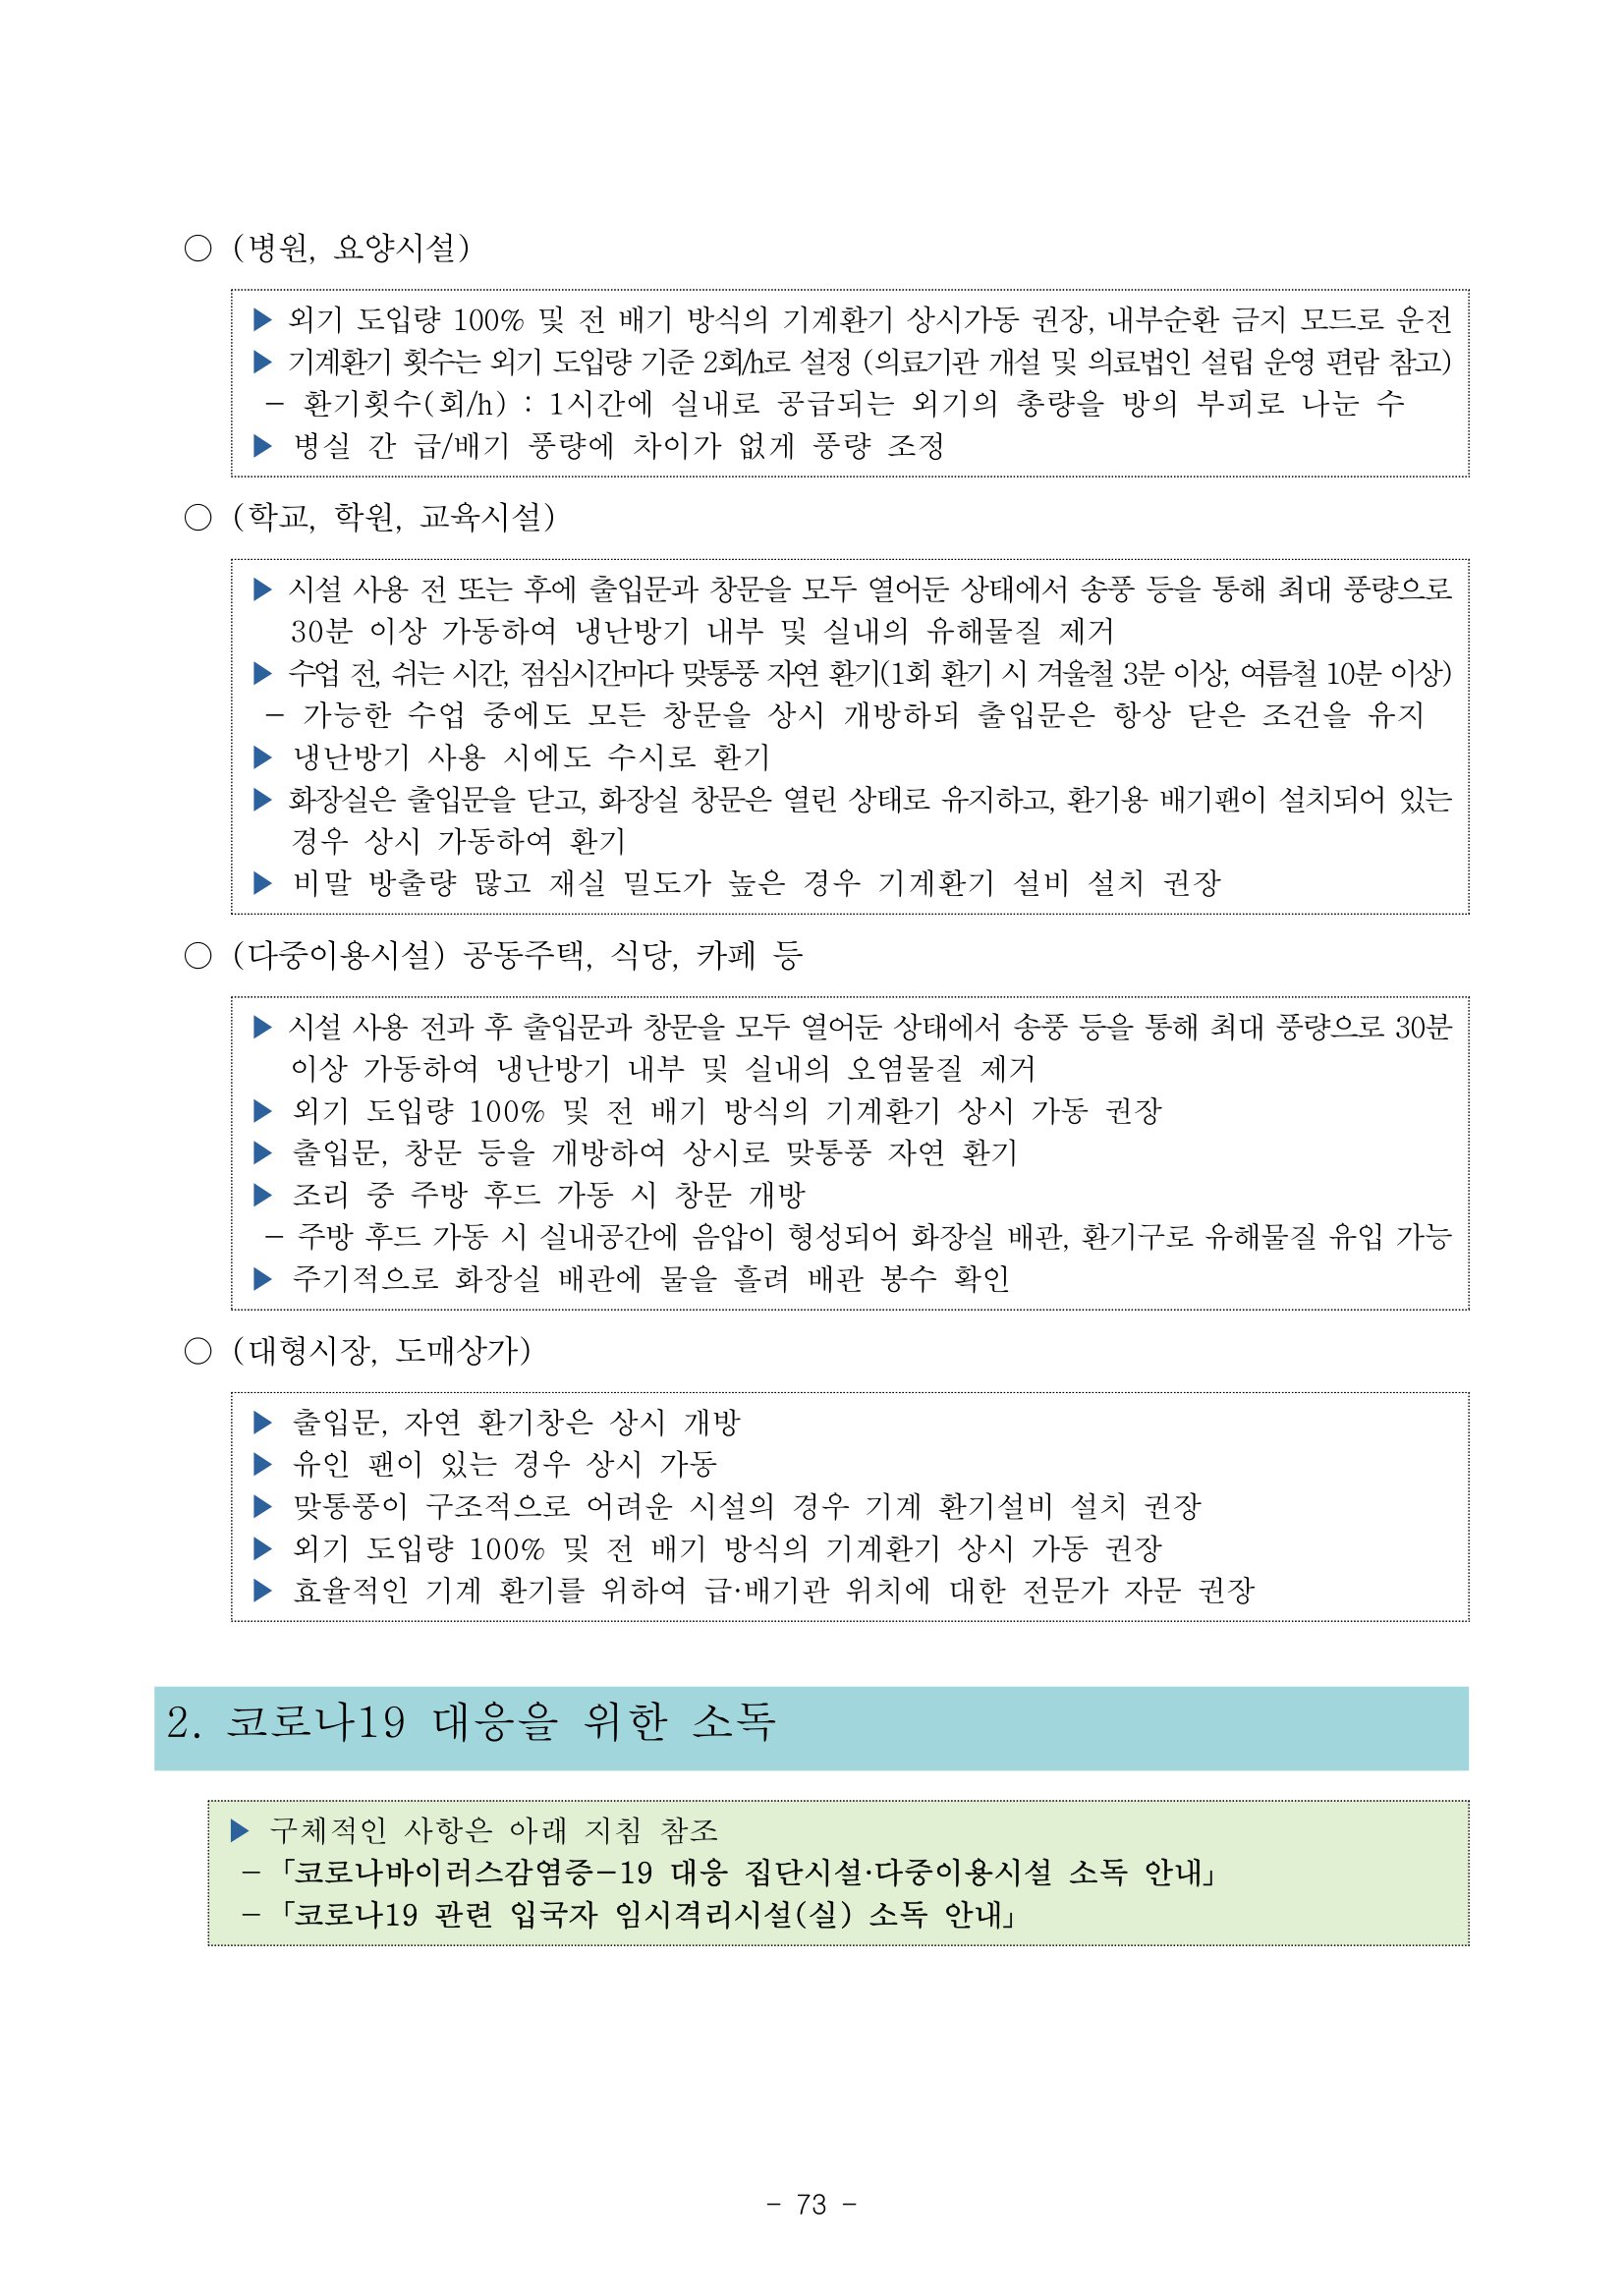 ○ (병원, 요양시설)
▶ 외기 도입량 100% 및 전 배기 방식의 기계환기 상시가동 권장, 내부순환 금지 모드로 운전
▶ 기계환기 횟수는 외기 도입량 기준 2회/h로 설정 (의료기관 개설 및 의료법인 설립 운영 편람 참고)
- 환기횟수(회/h) : 1시간에 실내로 공급되는 외기의 총량을 방의 부피로 나눈 수
▶ 병실 간 급/배기 풍량에 차이가 없게 풍량 조정
○ (학교, 학원, 교육시설)
▶ 시설 사용 전 또는 후에 출입문과 창문을 모두 열어둔 상태에서 송풍 등을 통해 최대 풍량으로
30분 이상 가동하여 냉난방기 내부 및 실내의 유해물질 제거
▶ 수업 전, 쉬는 시간, 점심시간마다 맞통풍 자연 환기(1회 환기 시 겨울철 3분 이상, 여름철 10분 이상)
- 가능한 수업 중에도 모든 창문을 상시 개방하되 출입문은 항상 닫은 조건을 유지
▶ 냉난방기 사용 시에도 수시로 환기
▶ 화장실은 출입문을 닫고, 화장실 창문은 열린 상태로 유지하고, 환기용 배기팬이 설치되어 있는
경우 상시 가동하여 환기
▶ 비말 방출량 많고 재실 밀도가 높은 경우 기계환기 설비 설치 권장
○ (다중이용시설) 공동주택, 식당, 카페 등
▶ 시설 사용 전과 후 출입문과 창문을 모두 열어둔 상태에서 송풍 등을 통해 최대 풍량으로 30분
이상 가동하여 냉난방기 내부 및 실내의 오염물질 제거
▶ 외기 도입량 100% 및 전 배기 방식의 기계환기 상시 가동 권장
▶ 출입문, 창문 등을 개방하여 상시로 맞통풍 자연 환기
▶ 조리 중 주방 후드 가동 시 창문 개방
- 주방 후드 가동 시 실내공간에 음압이 형성되어 화장실 배관, 환기구로 유해물질 유입 가능
▶ 주기적으로 화장실 배관에 물을 흘려 배관 봉수 확인
○ (대형시장, 도매상가)
▶ 출입문, 자연 환기창은 상시 개방
▶ 유인 팬이 있는 경우 상시 가동
▶ 맞통풍이 구조적으로 어려운 시설의 경우 기계 환기설비 설치 권장
▶ 외기 도입량 100% 및 전 배기 방식의 기계환기 상시 가동 권장
▶ 효율적인 기계 환기를 위하여 급·배기관 위치에 대한 전문가 자문 권장
2. 코로나19 대응을 위한 소독
▶ 구체적인 사항은 아래 지침 참조
-「코로나바이러스감염증-19 대응 집단시설·다중이용시설 소독 안내」
-「코로나19 관련 입국자 임시격리시설(실) 소독 안내」
- 73 -